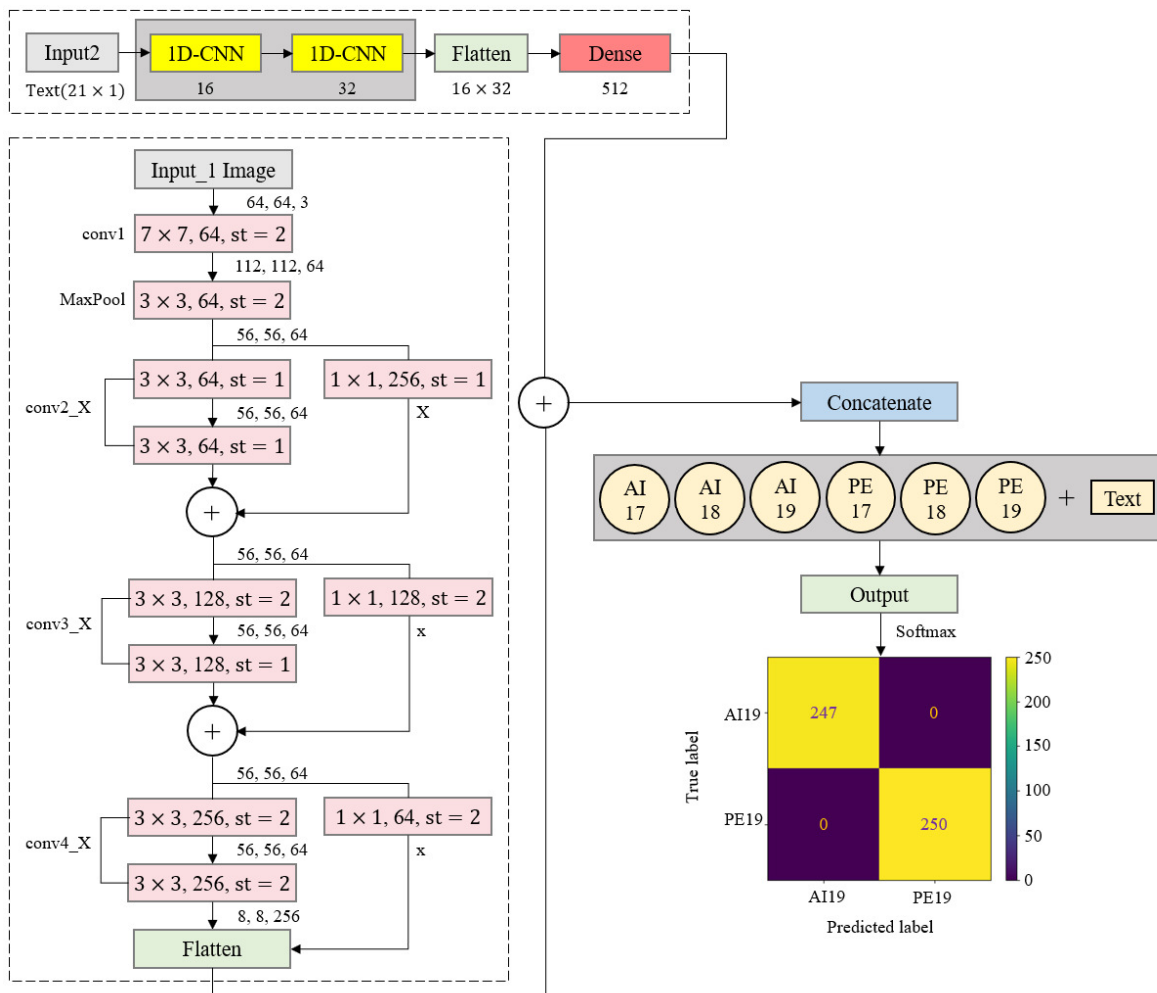 Input2
1D-CNN
1D-CNN
Flatten
Dense
Text(21 × 1)
16
32
16 × 32
512
Input_1 Image
64, 64, 3
conv1
7 × 7, 64, st = 2
112, 112, 64
MaxPool
3 × 3, 64, st = 2
56, 56, 64
3 × 3, 64, st = 1
1 × 1, 256, st = 1
conv2_X
56, 56, 64
X
3 × 3, 64, st = 1
+
56, 56, 64
3 × 3, 128, st = 2
1 × 1, 128, st = 2
conv3_X
56, 56, 64
x
3 × 3, 128, st = 1
+
56, 56, 64
3 × 3, 256, st = 2
1 × 1, 64, st = 2
conv4_X
56, 56, 64
x
3 × 3, 256, st = 2
8, 8, 256
Flatten
+
Concatenate
AI
17
AI
18
AI
19
PE
17
PE
18
PE
19
+
Text
Output
Softmax
True label
AI19
247
0
PE19
0
250
AI19
PE19
Predicted label
250
200
150
100
50
0